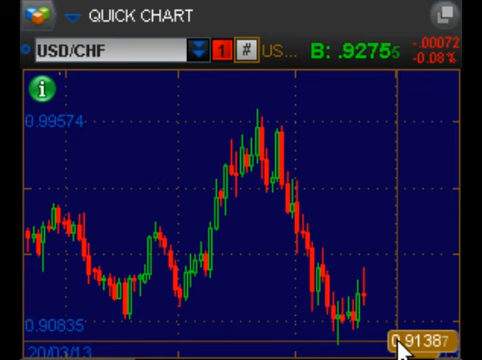 QUICK CHART
USD/CHF 1 # US... B: .92755 -.00072
-0.08%
i
0.99574
0.90835
0.91387
20/03/13